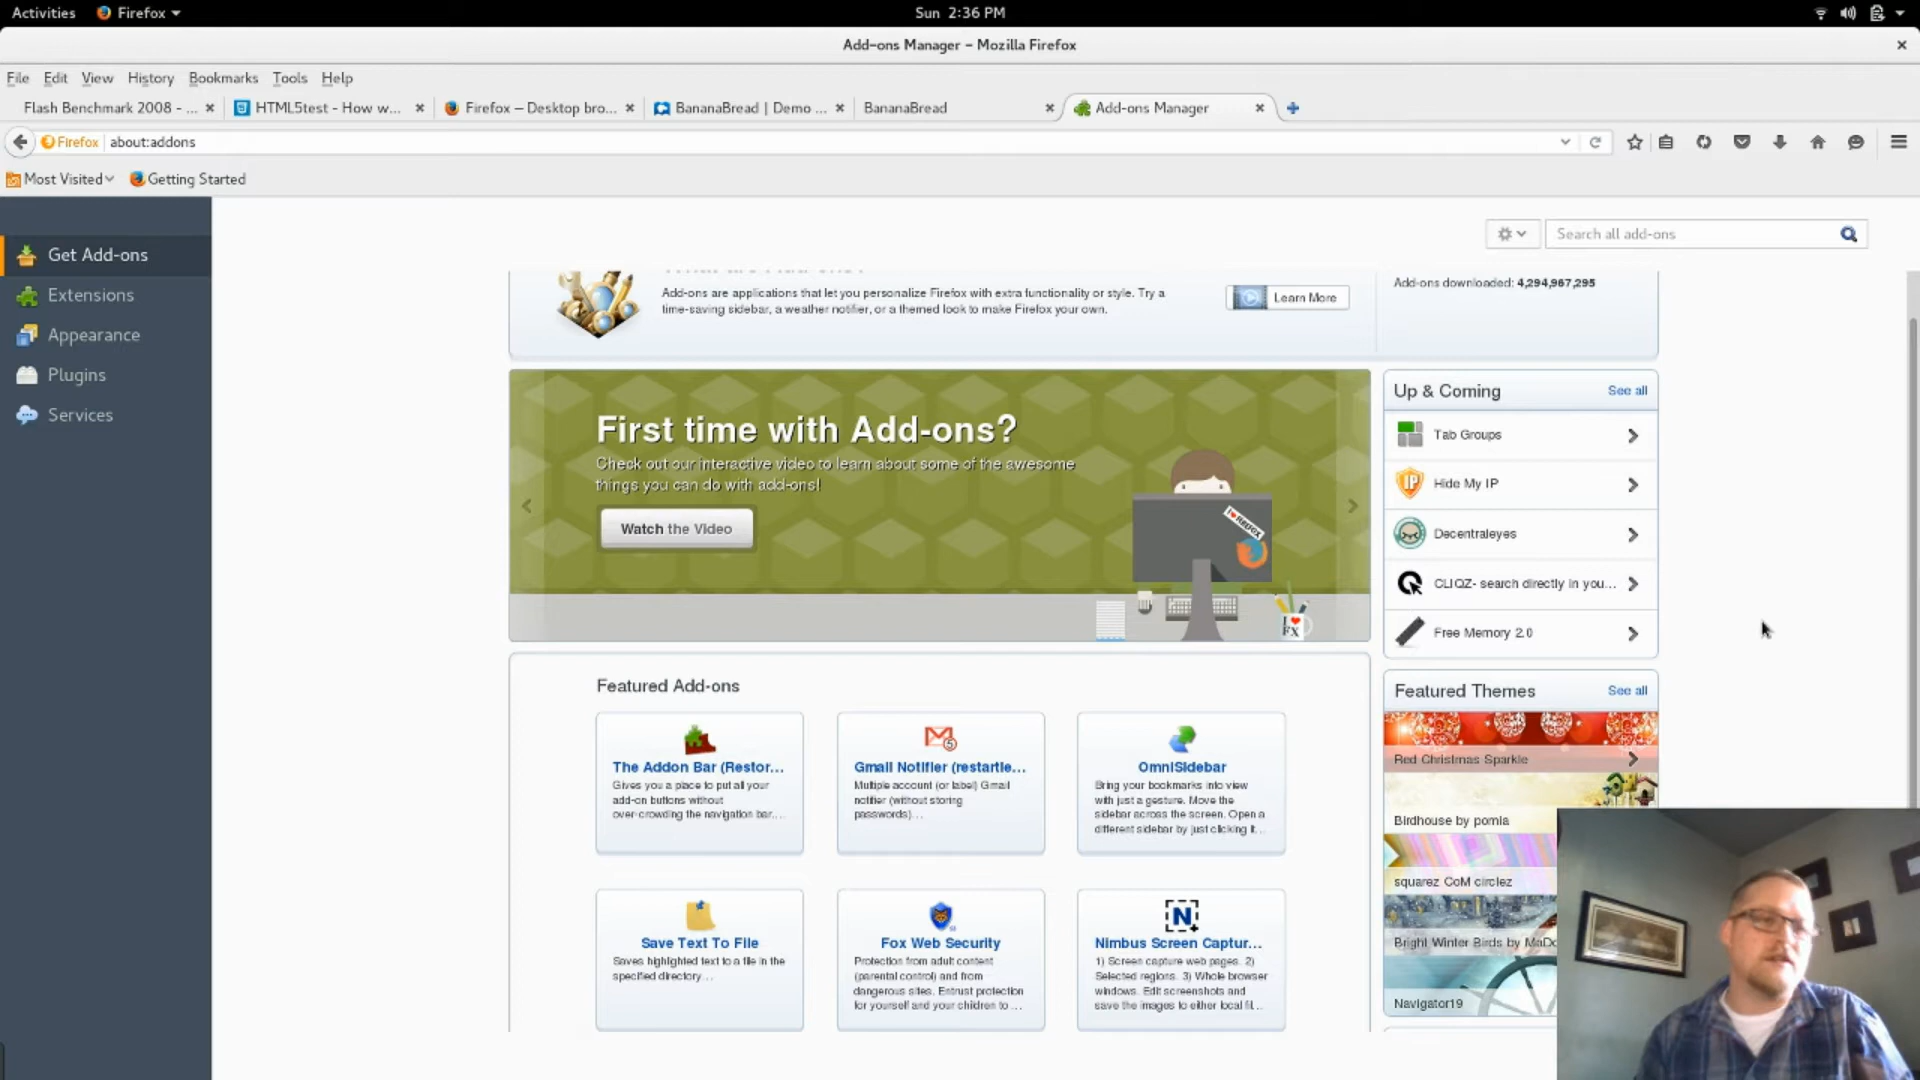 Activities
Firefox
Sun 2:36 PM
Add-ons Manager – Mozilla Firefox
File Edit View History Bookmarks Tools Help
Flash Benchmark 2008 - ...
HTML5test - How w...
Firefox — Desktop bro...
BananaBread | Demo ...
BananaBread
Add-ons Manager
Firefox about:addons
Most Visited
Getting Started
Get Add-ons
Extensions
Appearance
Plugins
Services
Search all add-ons
Add-ons are applications that let you personalize Firefox with extra functionality or style. Try a
time-saving sidebar, a weather notifier, or a themed look to make Firefox your own.
Learn More
Add-ons downloaded: 4,294,967,295
First time with Add-ons?
Check out our interactive video to learn about some of the awesome
things you can do with add-ons!
Watch the Video
I ❤ FX
Up & Coming
See all
Tab Groups
Hide My IP
Decentraleyes
CLIQZ- search directly in you...
Free Memory 2.0
Featured Add-ons
The Addon Bar (Restor...
Gives you a place to put all your
add-on buttons without
over-crowding the navigation bar....
Gmail Notifier (restartle...
Multiple account (or label) Gmail
notifier (without storing
passwords)...
OmniSidebar
Bring your bookmarks into view
with just a gesture. Move the
sidebar across the screen. Open a
different sidebar by just clicking it...
Save Text To File
Saves highlighted text to a file in the
specified directory...
Fox Web Security
Protection from adult content
(parental control) and from
dangerous sites. Entrust protection
for yourself and your children to ...
Nimbus Screen Captur...
1) Screen capture web pages. 2)
Selected regions. 3) Whole browser
windows. Edit screenshots and
save the images to either local fil...
Featured Themes
See all
Red Christmas Sparkle
Birdhouse by pomia
squarez CoM circlez
Bright Winter Birds by MaDo
Navigator19